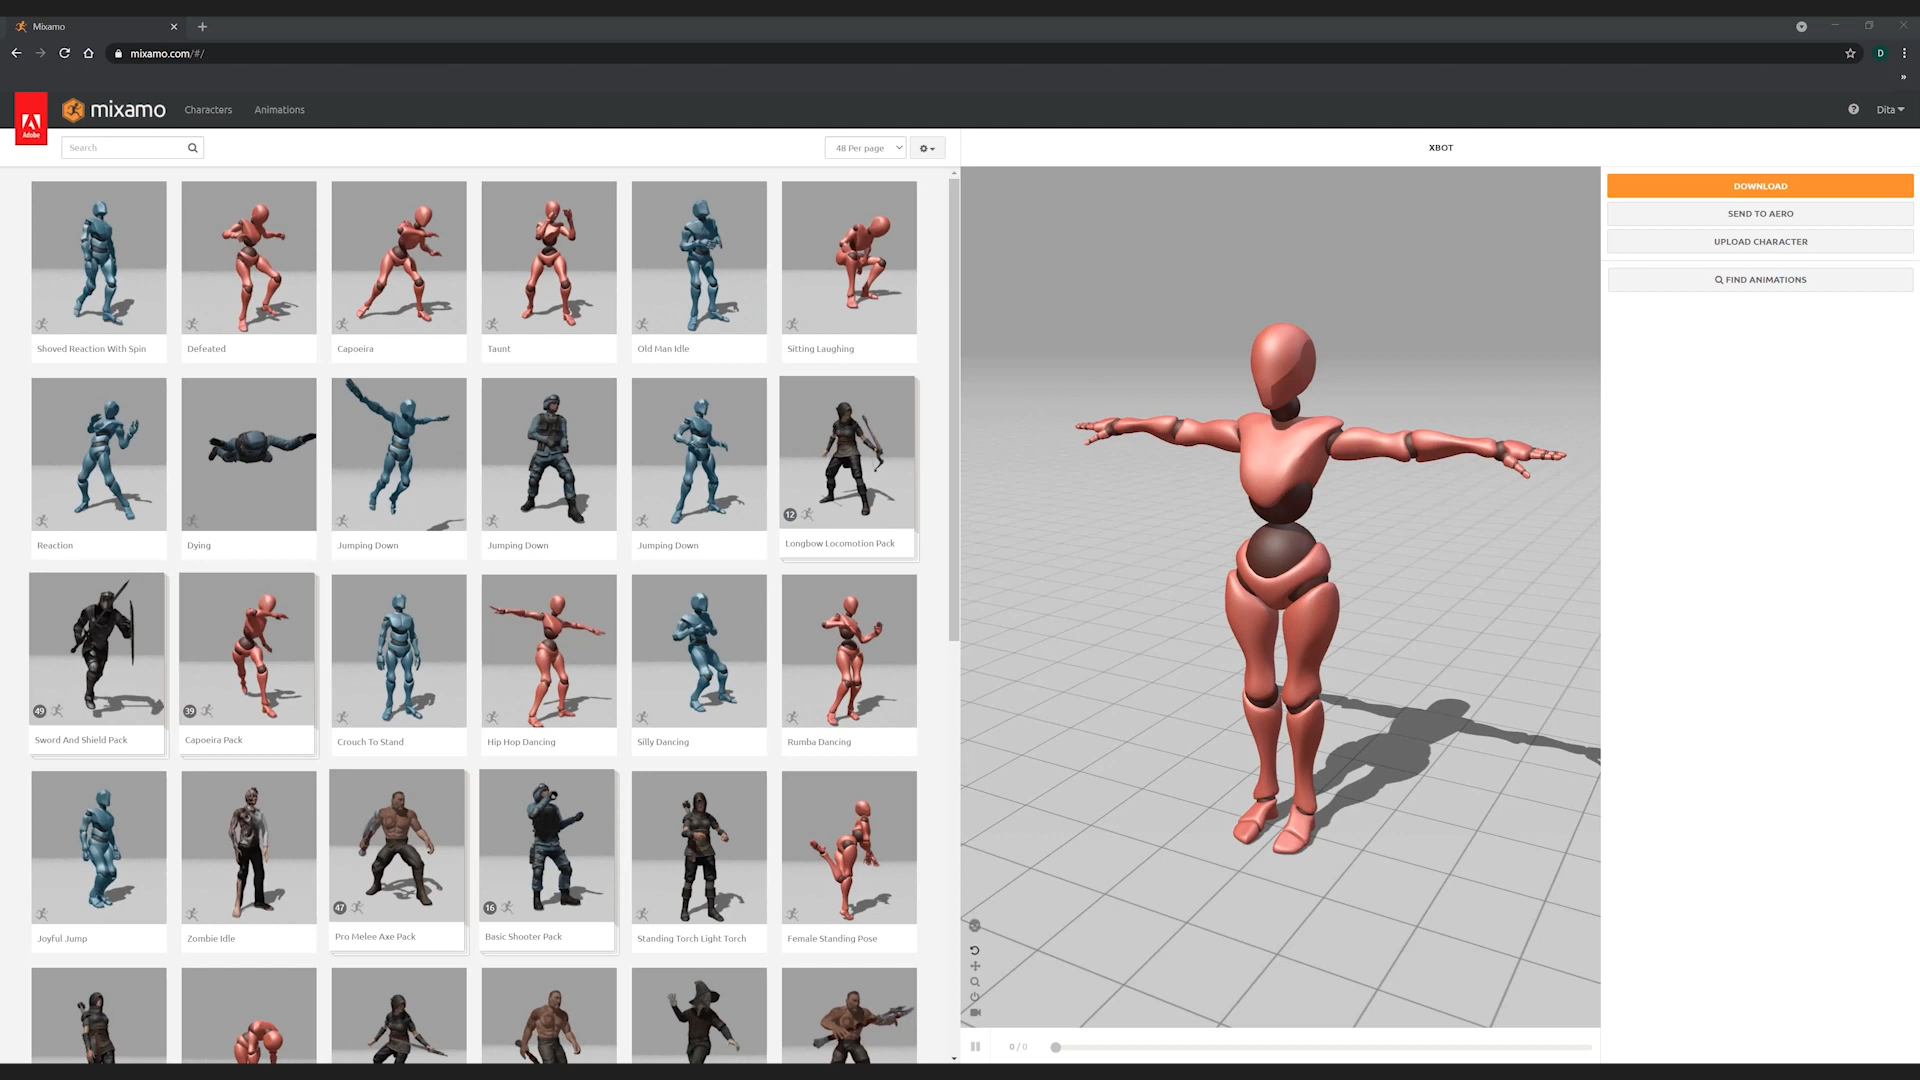 Mixamo
mixamo.com/#/
D
»
Adobe
mixamo
Characters
Animations
Dita
Search
48 Per page
XBOT
DOWNLOAD
SEND TO AERO
UPLOAD CHARACTER
FIND ANIMATIONS
Shoved Reaction With Spin
Defeated
Capoeira
Taunt
Old Man Idle
Sitting Laughing
12
Reaction
Dying
Jumping Down
Jumping Down
Jumping Down
Longbow Locomotion Pack
49
39
Sword And Shield Pack
Capoeira Pack
Crouch To Stand
Hip Hop Dancing
Silly Dancing
Rumba Dancing
47
16
Joyful Jump
Zombie Idle
Pro Melee Axe Pack
Basic Shooter Pack
Standing Torch Light Torch
Female Standing Pose
0 / 0